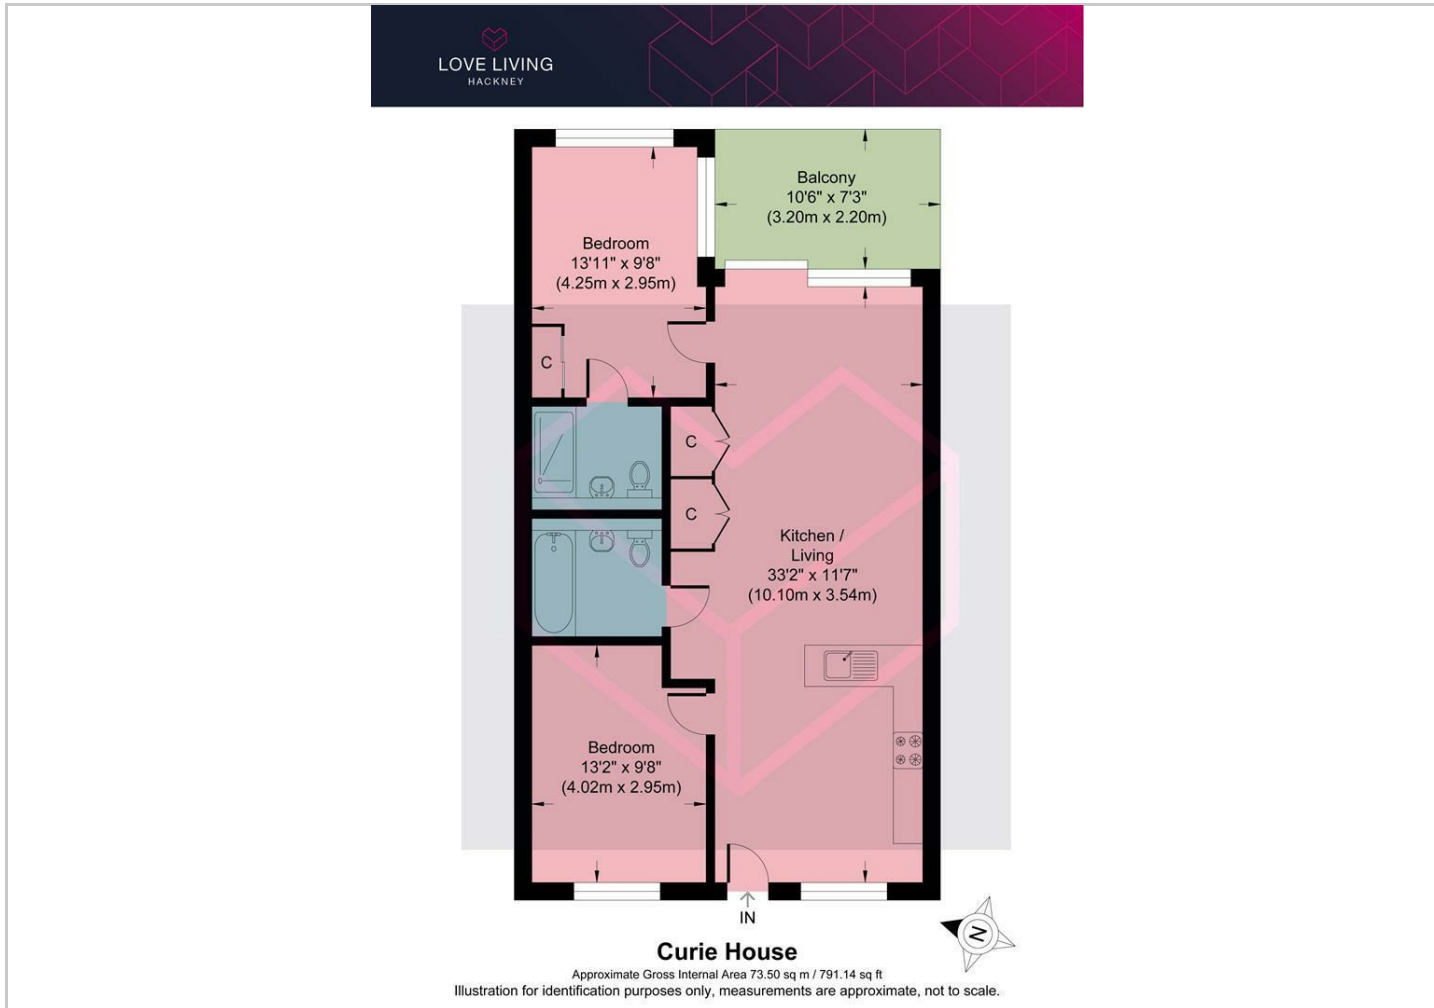 LOVE LIVING
HACKNEY
Balcony
10'6" x 7'3"
(3.20m x 2.20m)
Bedroom
13'11" x 9'8"
(4.25m x 2.95m)
C
C
C
Kitchen /
Living
33'2" x 11'7"
(10.10m x 3.54m)
Bedroom
13'2" x 9'8"
(4.02m x 2.95m)
IN
N
Curie House
Approximate Gross Internal Area 73.50 sq m / 791.14 sq ft
Illustration for identification purposes only, measurements are approximate, not to scale.